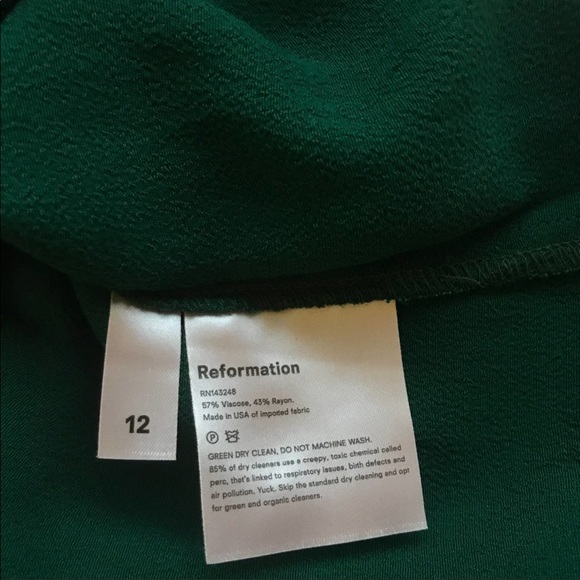 12
Reformation
RN143248
57% Viscose, 43% Rayon.
Made in USA of imported fabric
P
GREEN DRY CLEAN, DO NOT MACHINE WASH.
85% of dry cleaners use a creepy, toxic chemical called
perc, that's linked to respiratory issues, birth defects and
air pollution. Yuck. Skip the standard dry cleaning and opt
for green and organic cleaners.